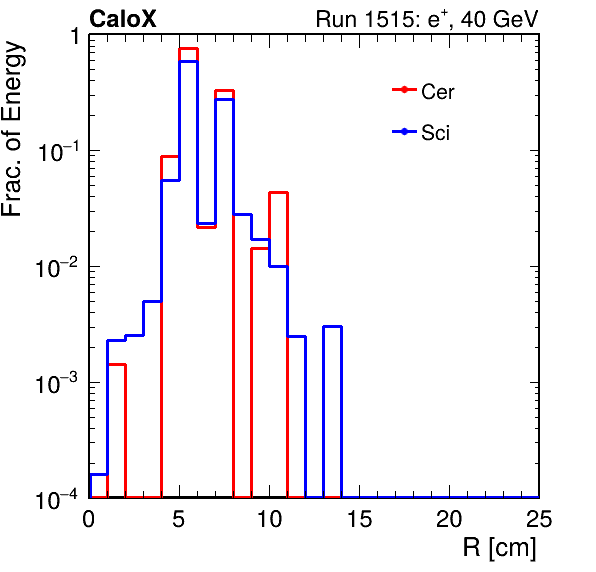 CaloX Run 1515: e⁺, 40 GeV
Frac. of Energy
1
10⁻¹
10⁻²
10⁻³
10⁻⁴
Cer
Sci
0 5 10 15 20 25
R [cm]